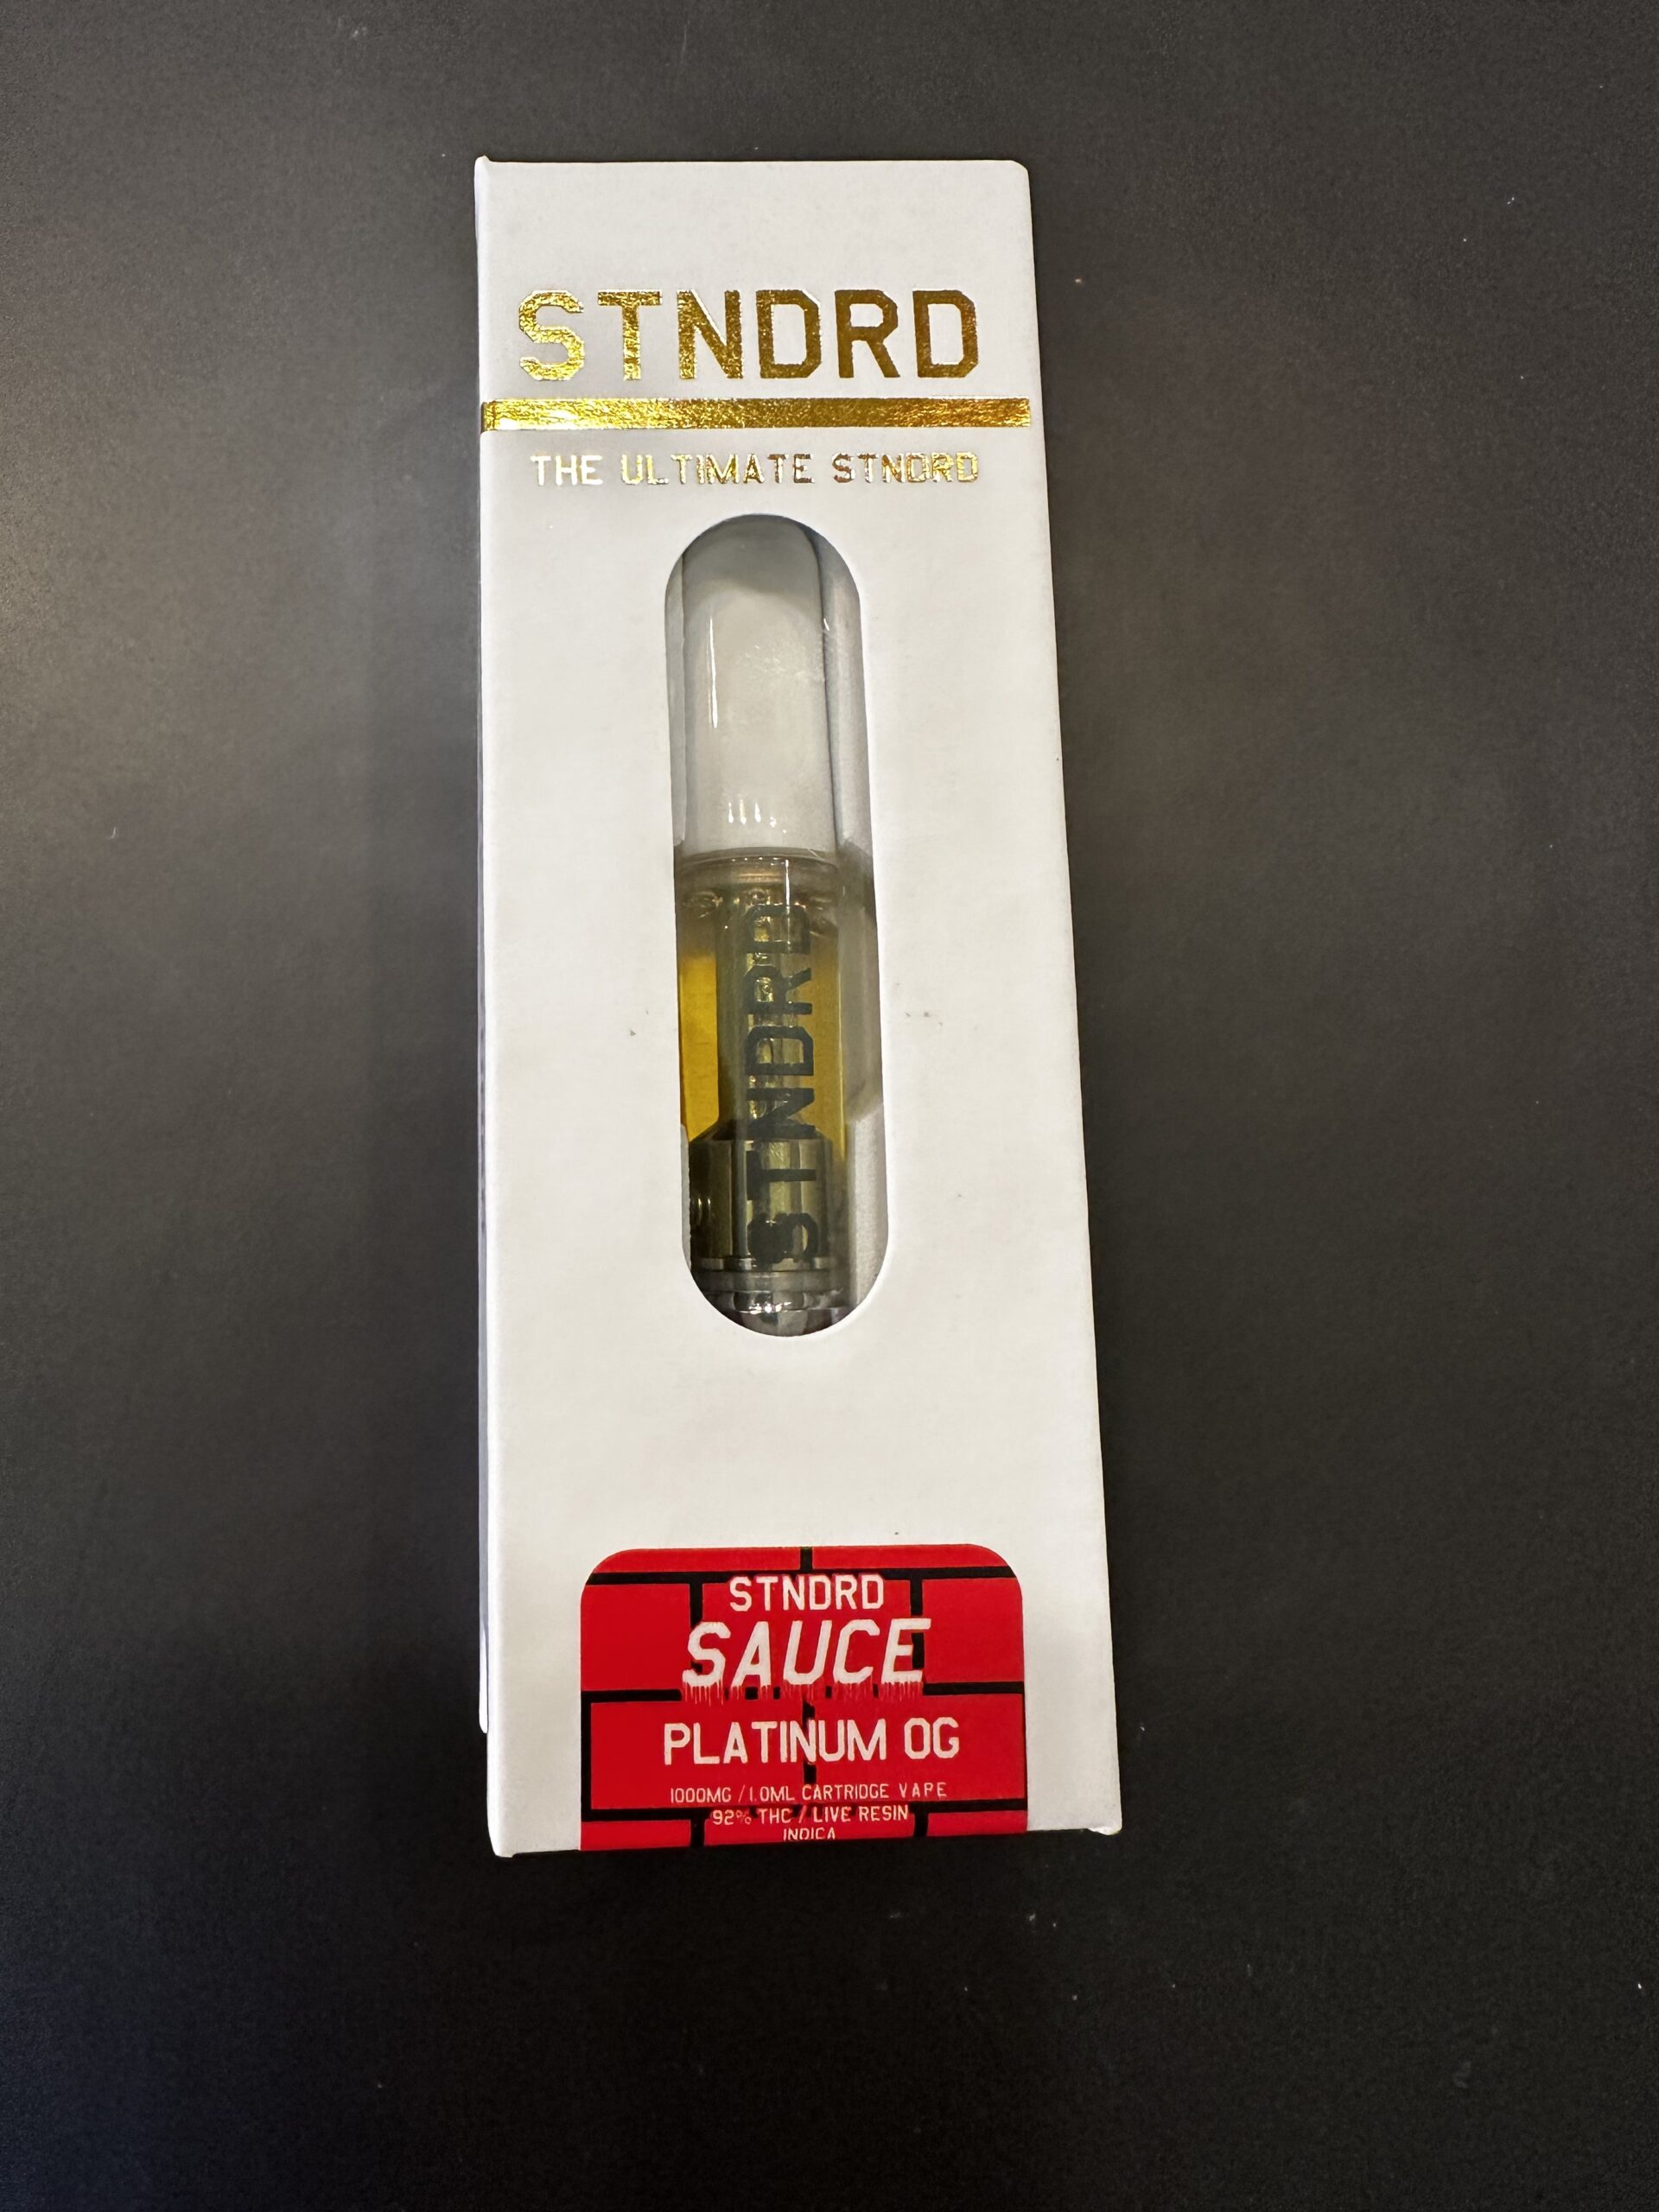 STNDRD
THE ULTIMATE STNDRD
STNDRD
STNDRD
SAUCE
PLATINUM OG
1000MG / 1.0ML CARTRIDGE VAPE
92% THC / LIVE RESIN
INDICA